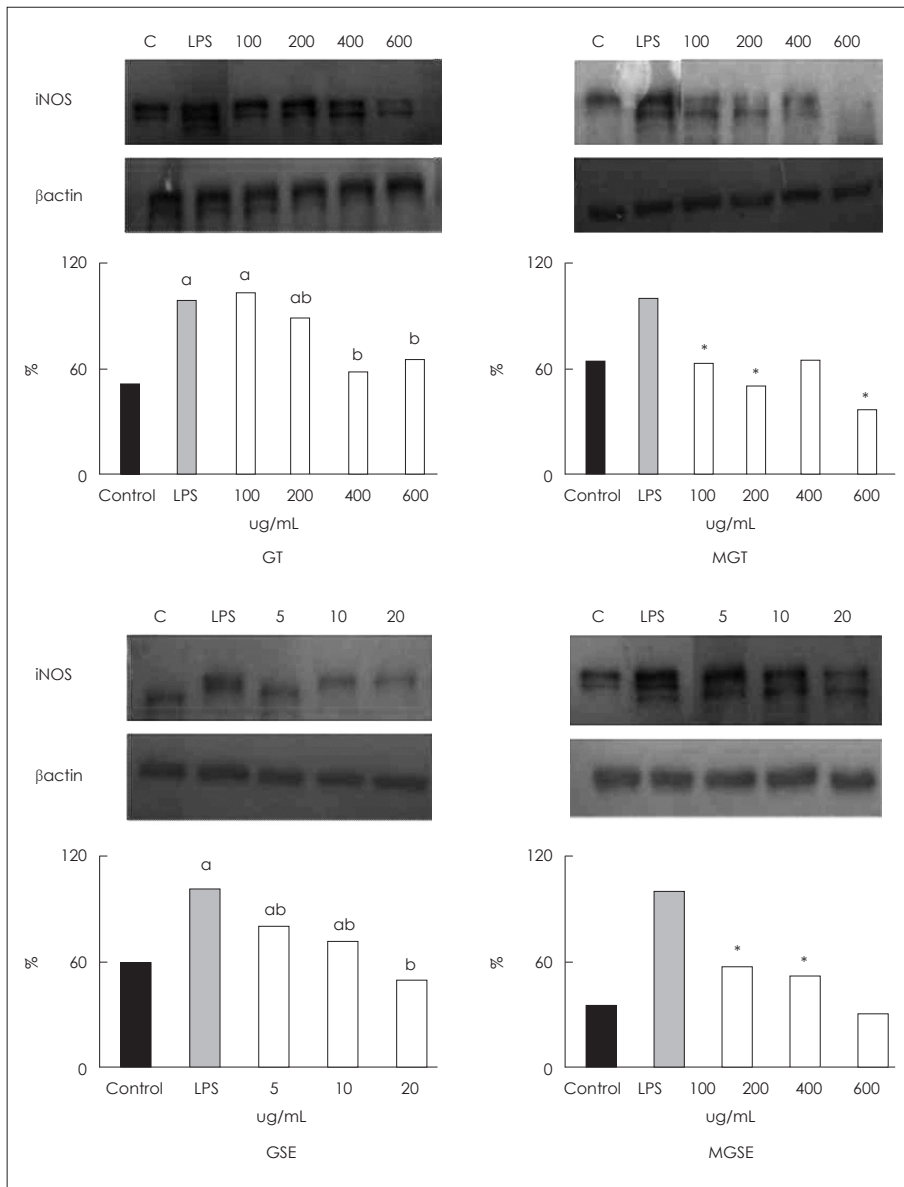 C LPS 100 200 400 600
iNOS
βactin
120
60
0
%
a a ab b b
Control LPS 100 200 400 600
ug/mL
GT
C LPS 100 200 400 600
120
60
0
%
* * *
Control LPS 100 200 400 600
ug/mL
MGT
C LPS 5 10 20
iNOS
βactin
120
60
0
%
a ab ab b
Control LPS 5 10 20
ug/mL
GSE
C LPS 5 10 20
120
60
0
%
* *
Control LPS 100 200 400 600
ug/mL
MGSE